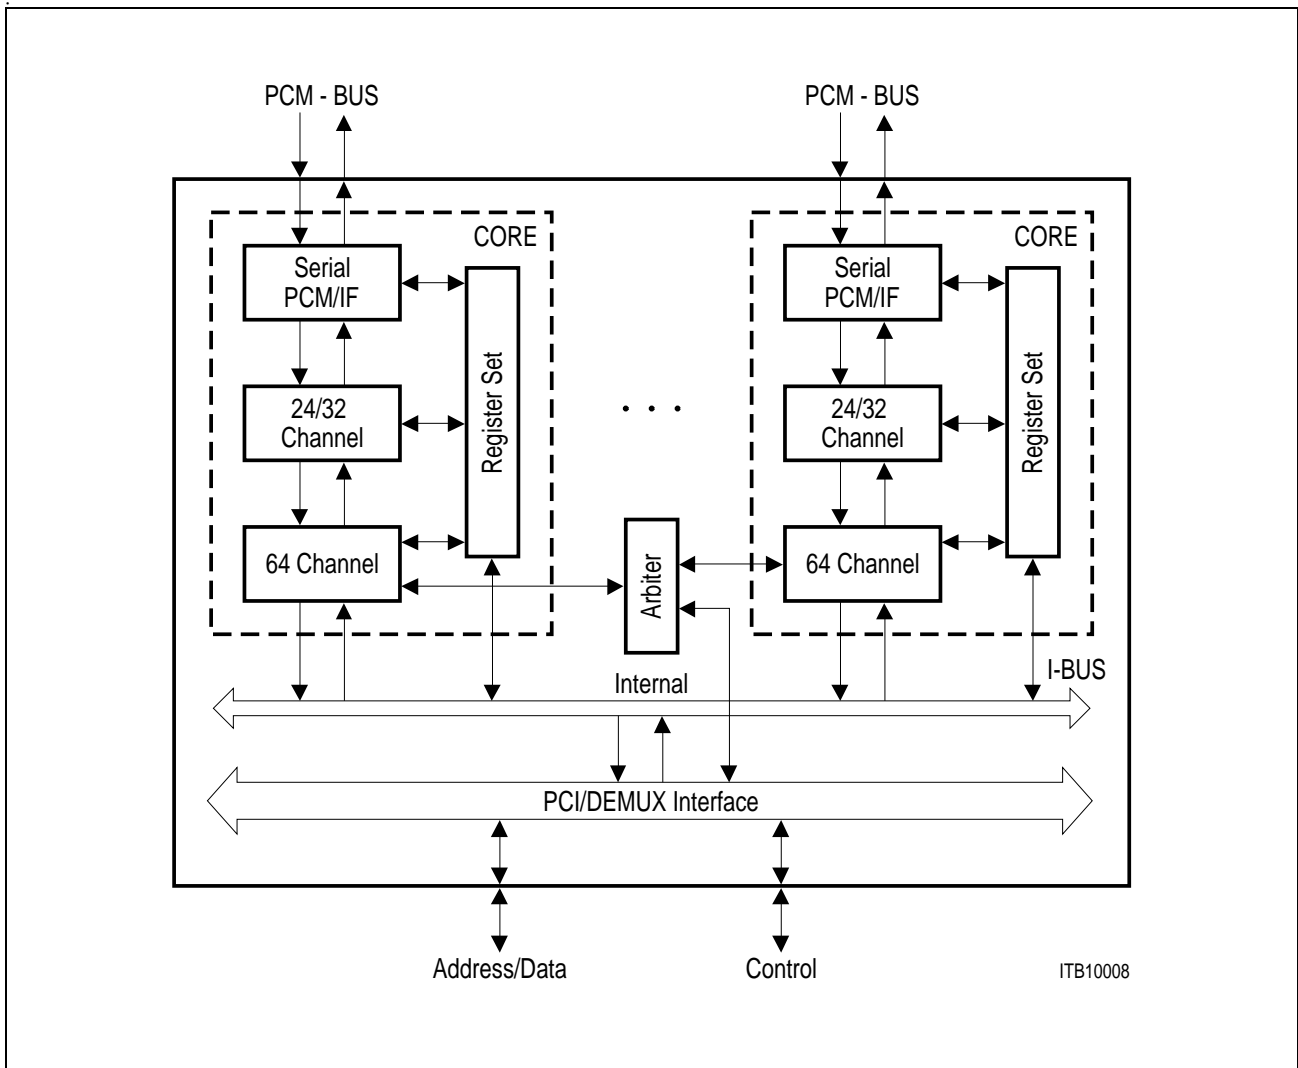 PCM - BUS
PCM - BUS
CORE
Serial
PCM/IF
24/32
Channel
64 Channel
Register Set
. . .
Arbiter
CORE
Serial
PCM/IF
24/32
Channel
64 Channel
Register Set
Internal
I-BUS
PCI/DEMUX Interface
Address/Data
Control
ITB10008